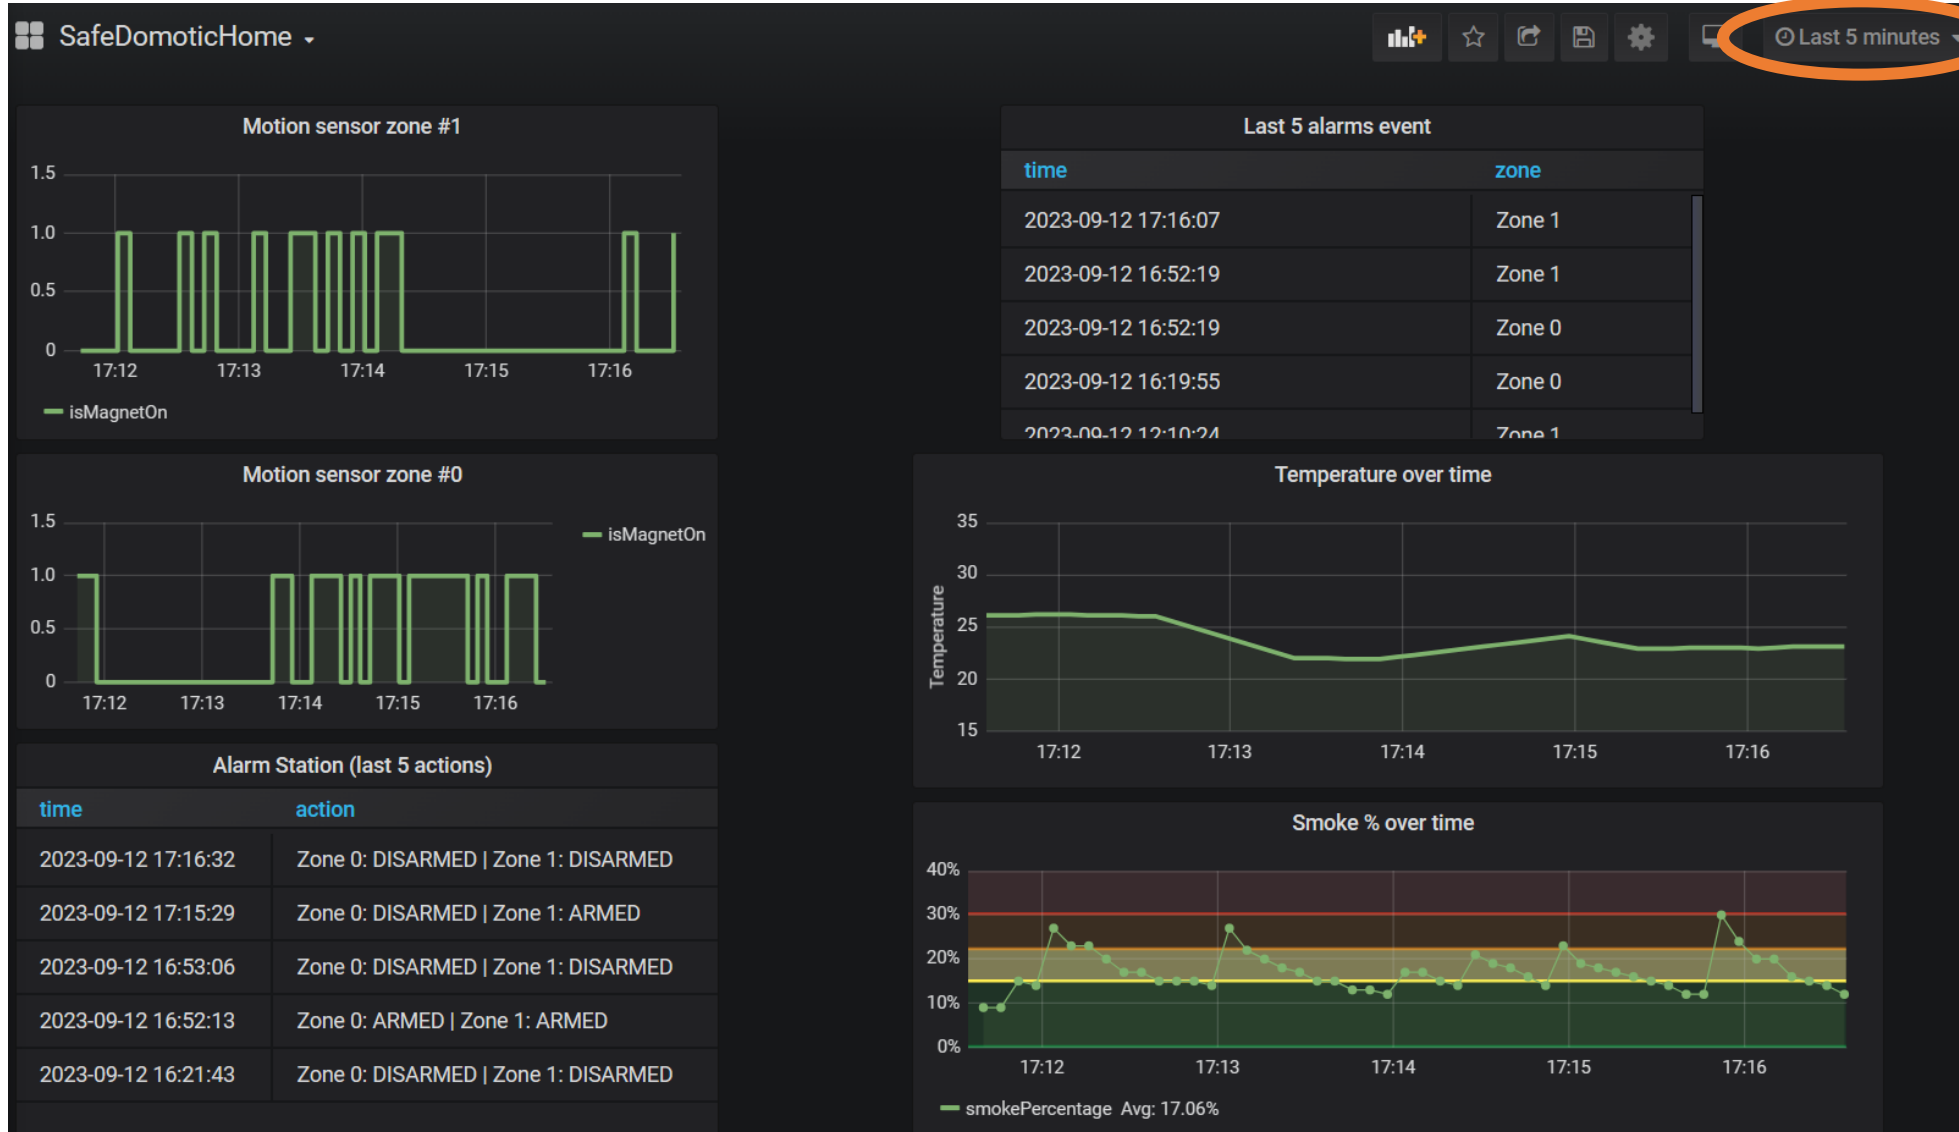 SafeDomoticHome
Last 5 minutes
Motion sensor zone #1
1.5
1.0
0.5
0
17:12 17:13 17:14 17:15 17:16
isMagnetOn
Last 5 alarms event
time zone
2023-09-12 17:16:07 Zone 1
2023-09-12 16:52:19 Zone 1
2023-09-12 16:52:19 Zone 0
2023-09-12 16:19:55 Zone 0
2023-09-12 12:10:24 Zone 1
Motion sensor zone #0
1.5
1.0
0.5
0
17:12 17:13 17:14 17:15 17:16
isMagnetOn
Temperature over time
Temperature
35
30
25
20
15
17:12 17:13 17:14 17:15 17:16
Alarm Station (last 5 actions)
time action
2023-09-12 17:16:32 Zone 0: DISARMED | Zone 1: DISARMED
2023-09-12 17:15:29 Zone 0: DISARMED | Zone 1: ARMED
2023-09-12 16:53:06 Zone 0: DISARMED | Zone 1: DISARMED
2023-09-12 16:52:13 Zone 0: ARMED | Zone 1: ARMED
2023-09-12 16:21:43 Zone 0: DISARMED | Zone 1: DISARMED
Smoke % over time
40%
30%
20%
10%
0%
17:12 17:13 17:14 17:15 17:16
smokePercentage Avg: 17.06%